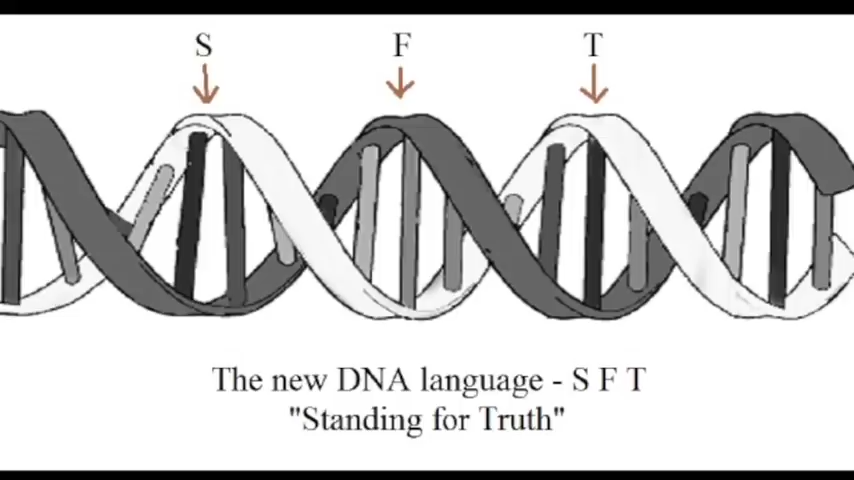 S F T
The new DNA language - S F T
"Standing for Truth"